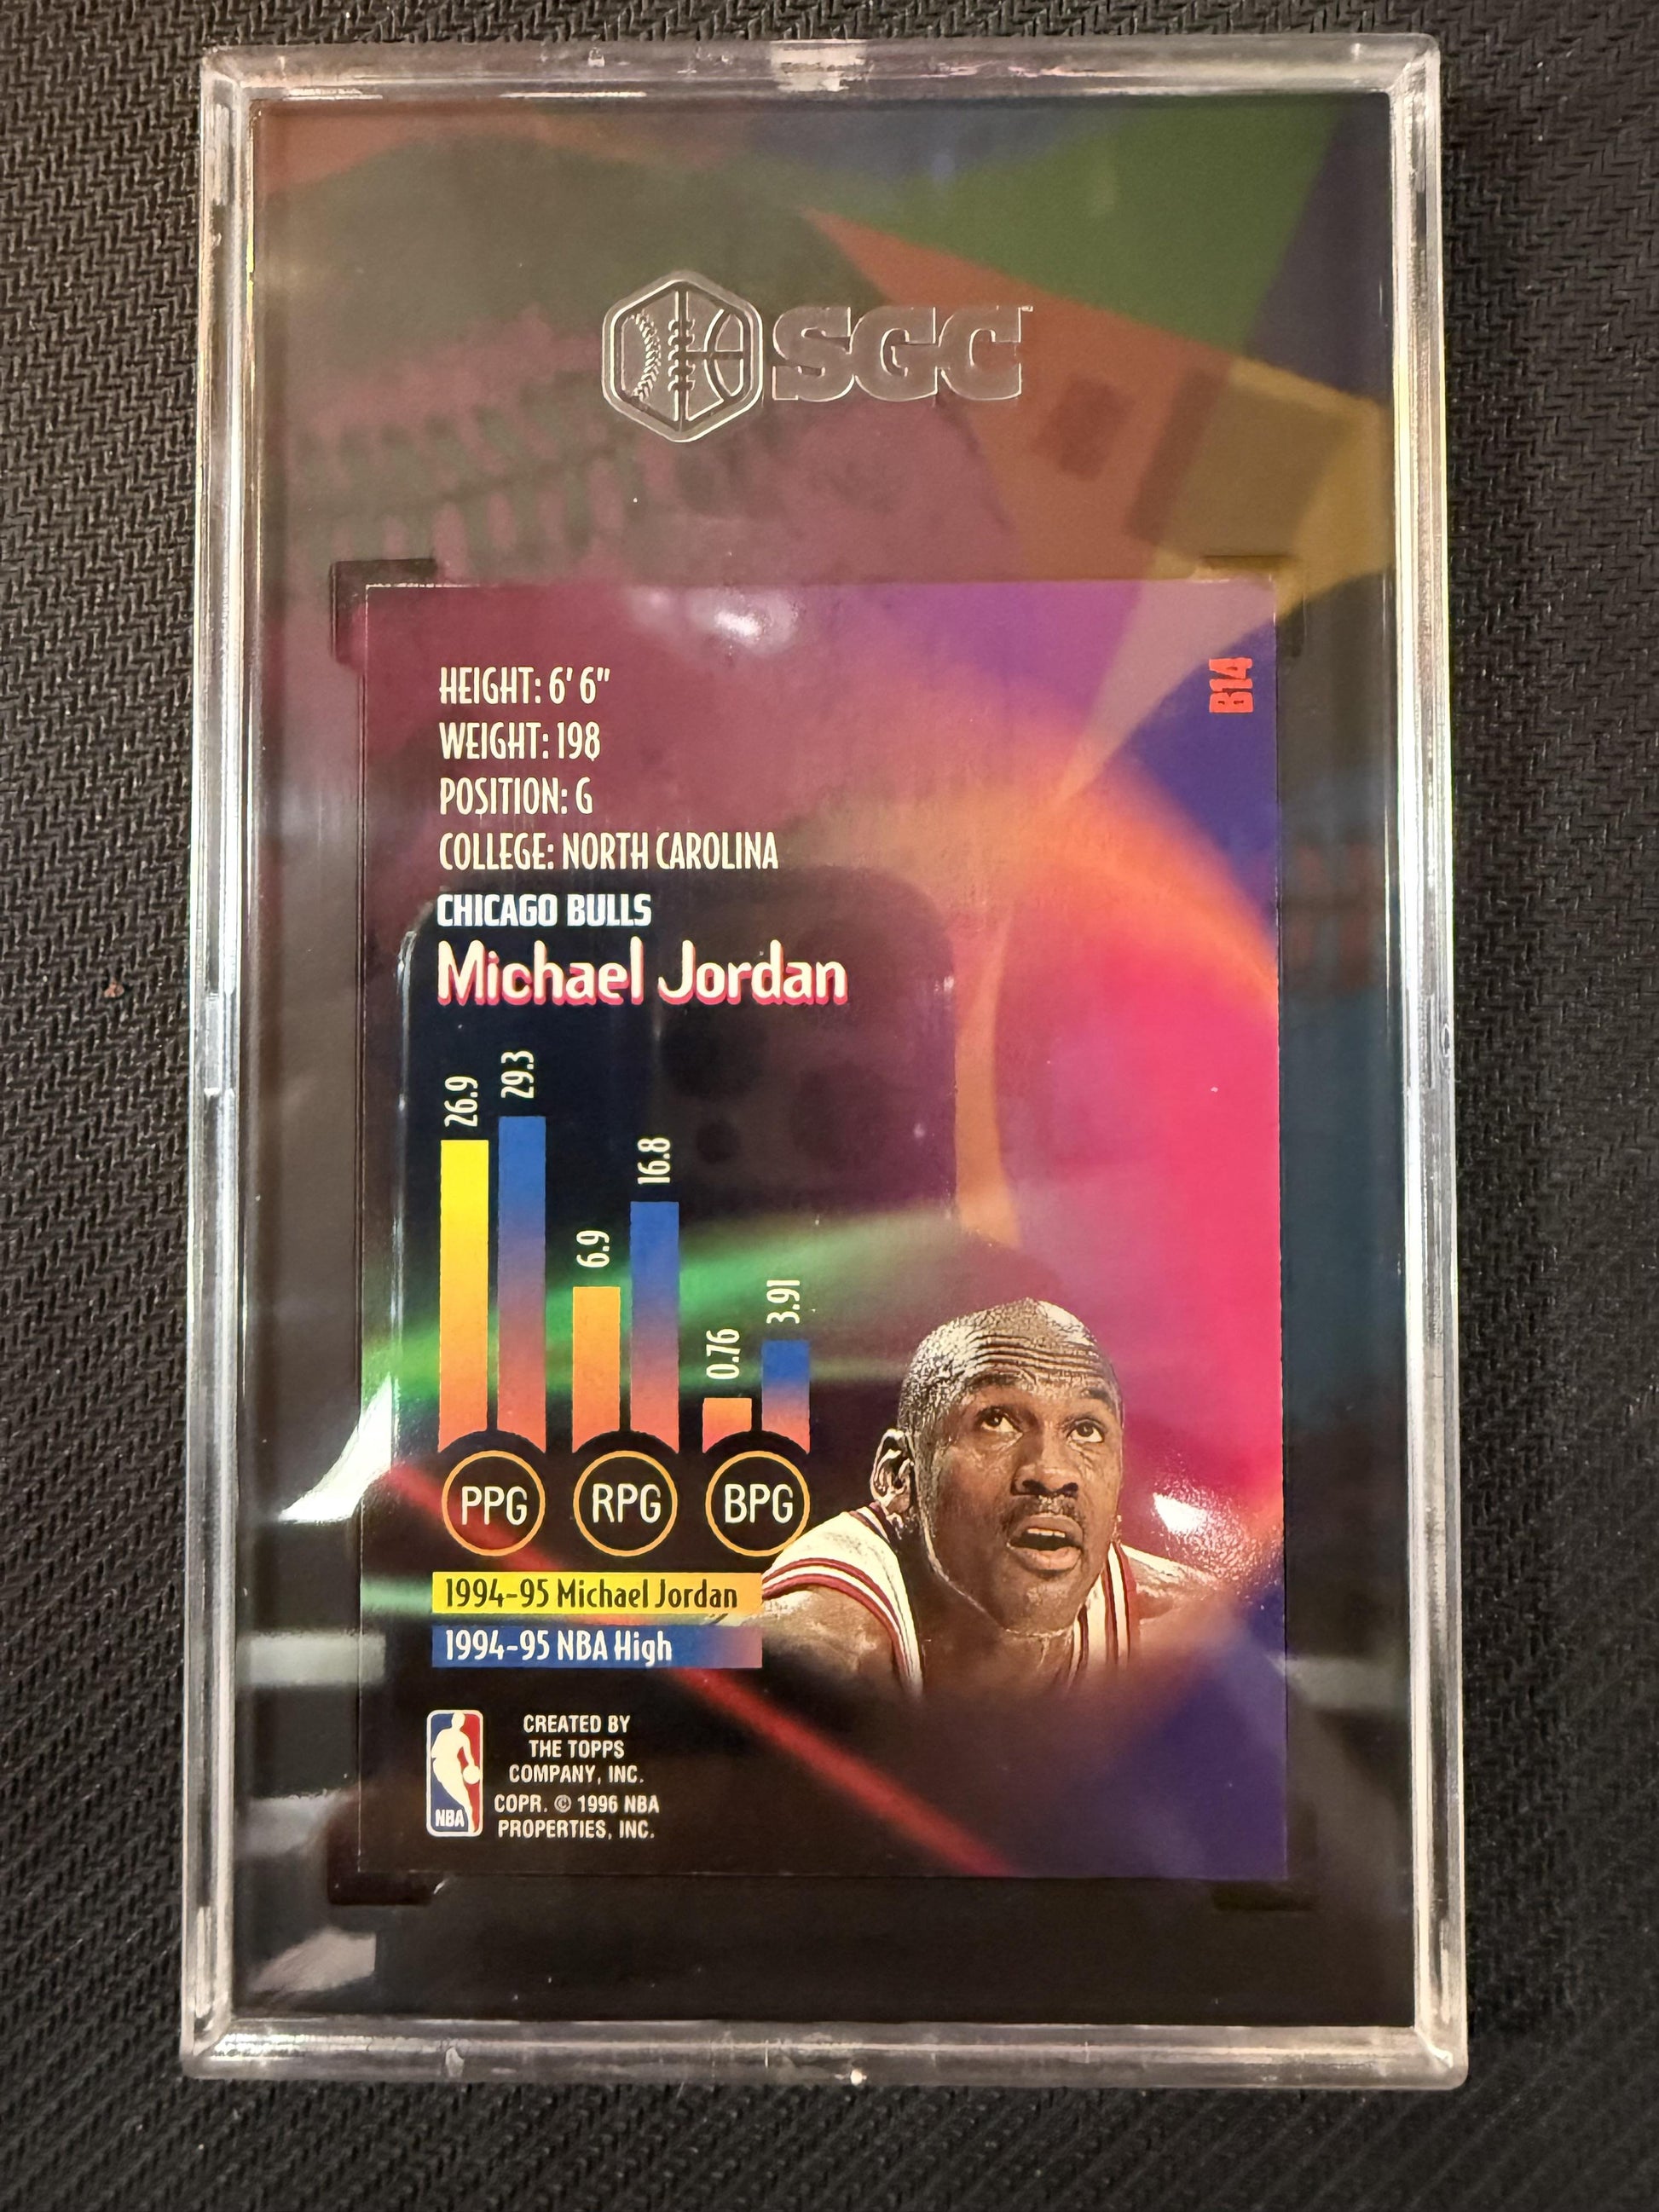 SGC
B14
HEIGHT: 6' 6"
WEIGHT: 198
POSITION: G
COLLEGE: NORTH CAROLINA
CHICAGO BULLS
Michael Jordan
26.9
29.3
6.9
16.8
0.76
3.91
PPG
RPG
BPG
1994-95 Michael Jordan
1994-95 NBA High
NBA
CREATED BY
THE TOPPS
COMPANY, INC.
COPR. © 1996 NBA
PROPERTIES, INC.